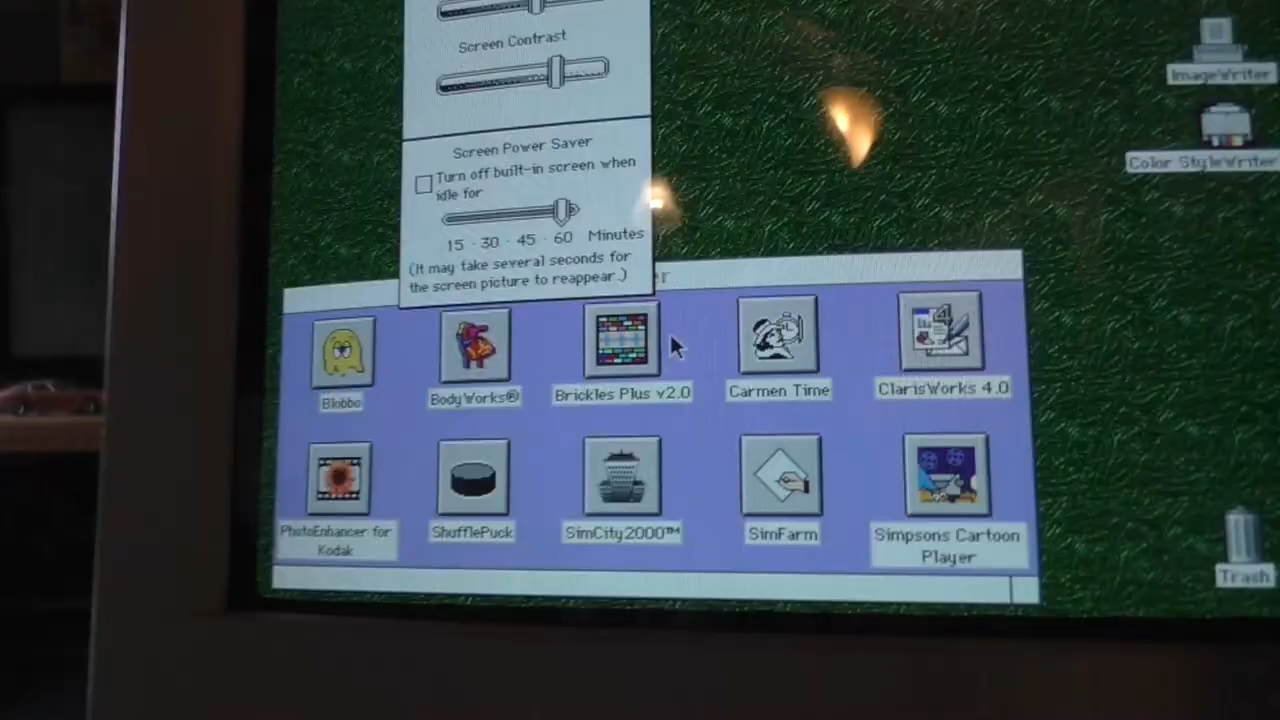 Screen Contrast
Screen Power Saver
Turn off built-in screen when
idle for
15 · 30 · 45 · 60 Minutes
(It may take several seconds for
the screen picture to reappear.)
ImageWriter
Color StyleWriter
er
Blobbo
BodyWorks®
Brickles Plus v2.0
Carmen Time
ClarisWorks 4.0
PhotoEnhancer for
Kodak
ShufflePuck
SimCity2000™
SimFarm
Simpsons Cartoon
Player
Trash